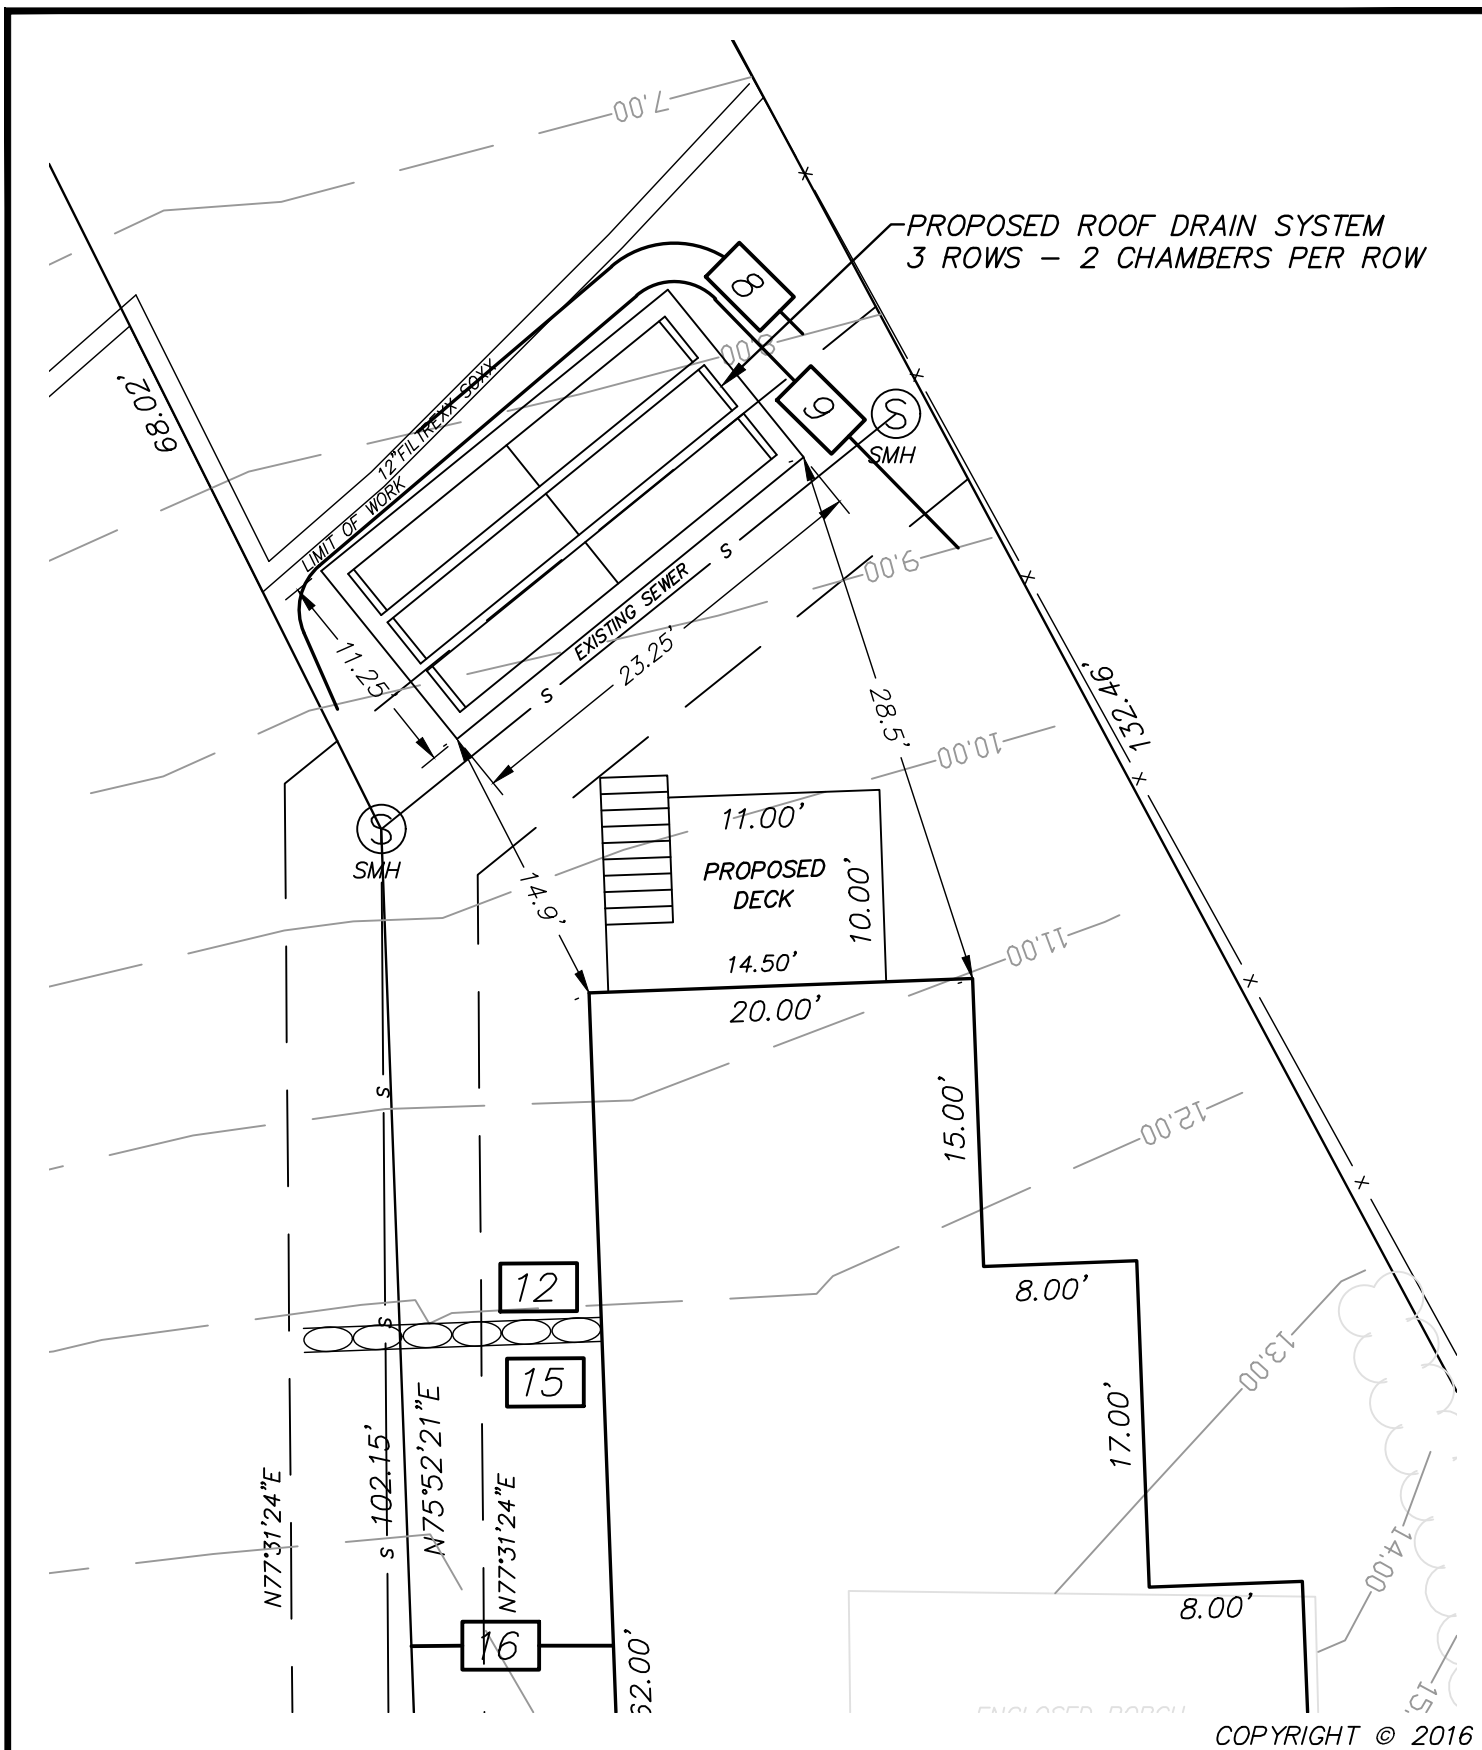 7.00
PROPOSED ROOF DRAIN SYSTEM
3 ROWS - 2 CHAMBERS PER ROW
8
8.00
68.02'
12" FILTREXX SOXX
LIMIT OF WORK
9
S
SMH
9.00
EXISTING SEWER
S
S
23.25'
11.25'
28.5'
132.46'
10.00
S
SMH
11.00'
PROPOSED
DECK
10.00'
14.50'
14.9'
11.00
20.00'
15.00'
S
12.00
12
8.00'
S
15
13.00
17.00'
102.15'
N75°52'21"E
N77°31'24"E
N77°31'24"E
S
14.00
8.00'
16
62.00'
15.
ENCLOSED PORCH
COPYRIGHT © 2016